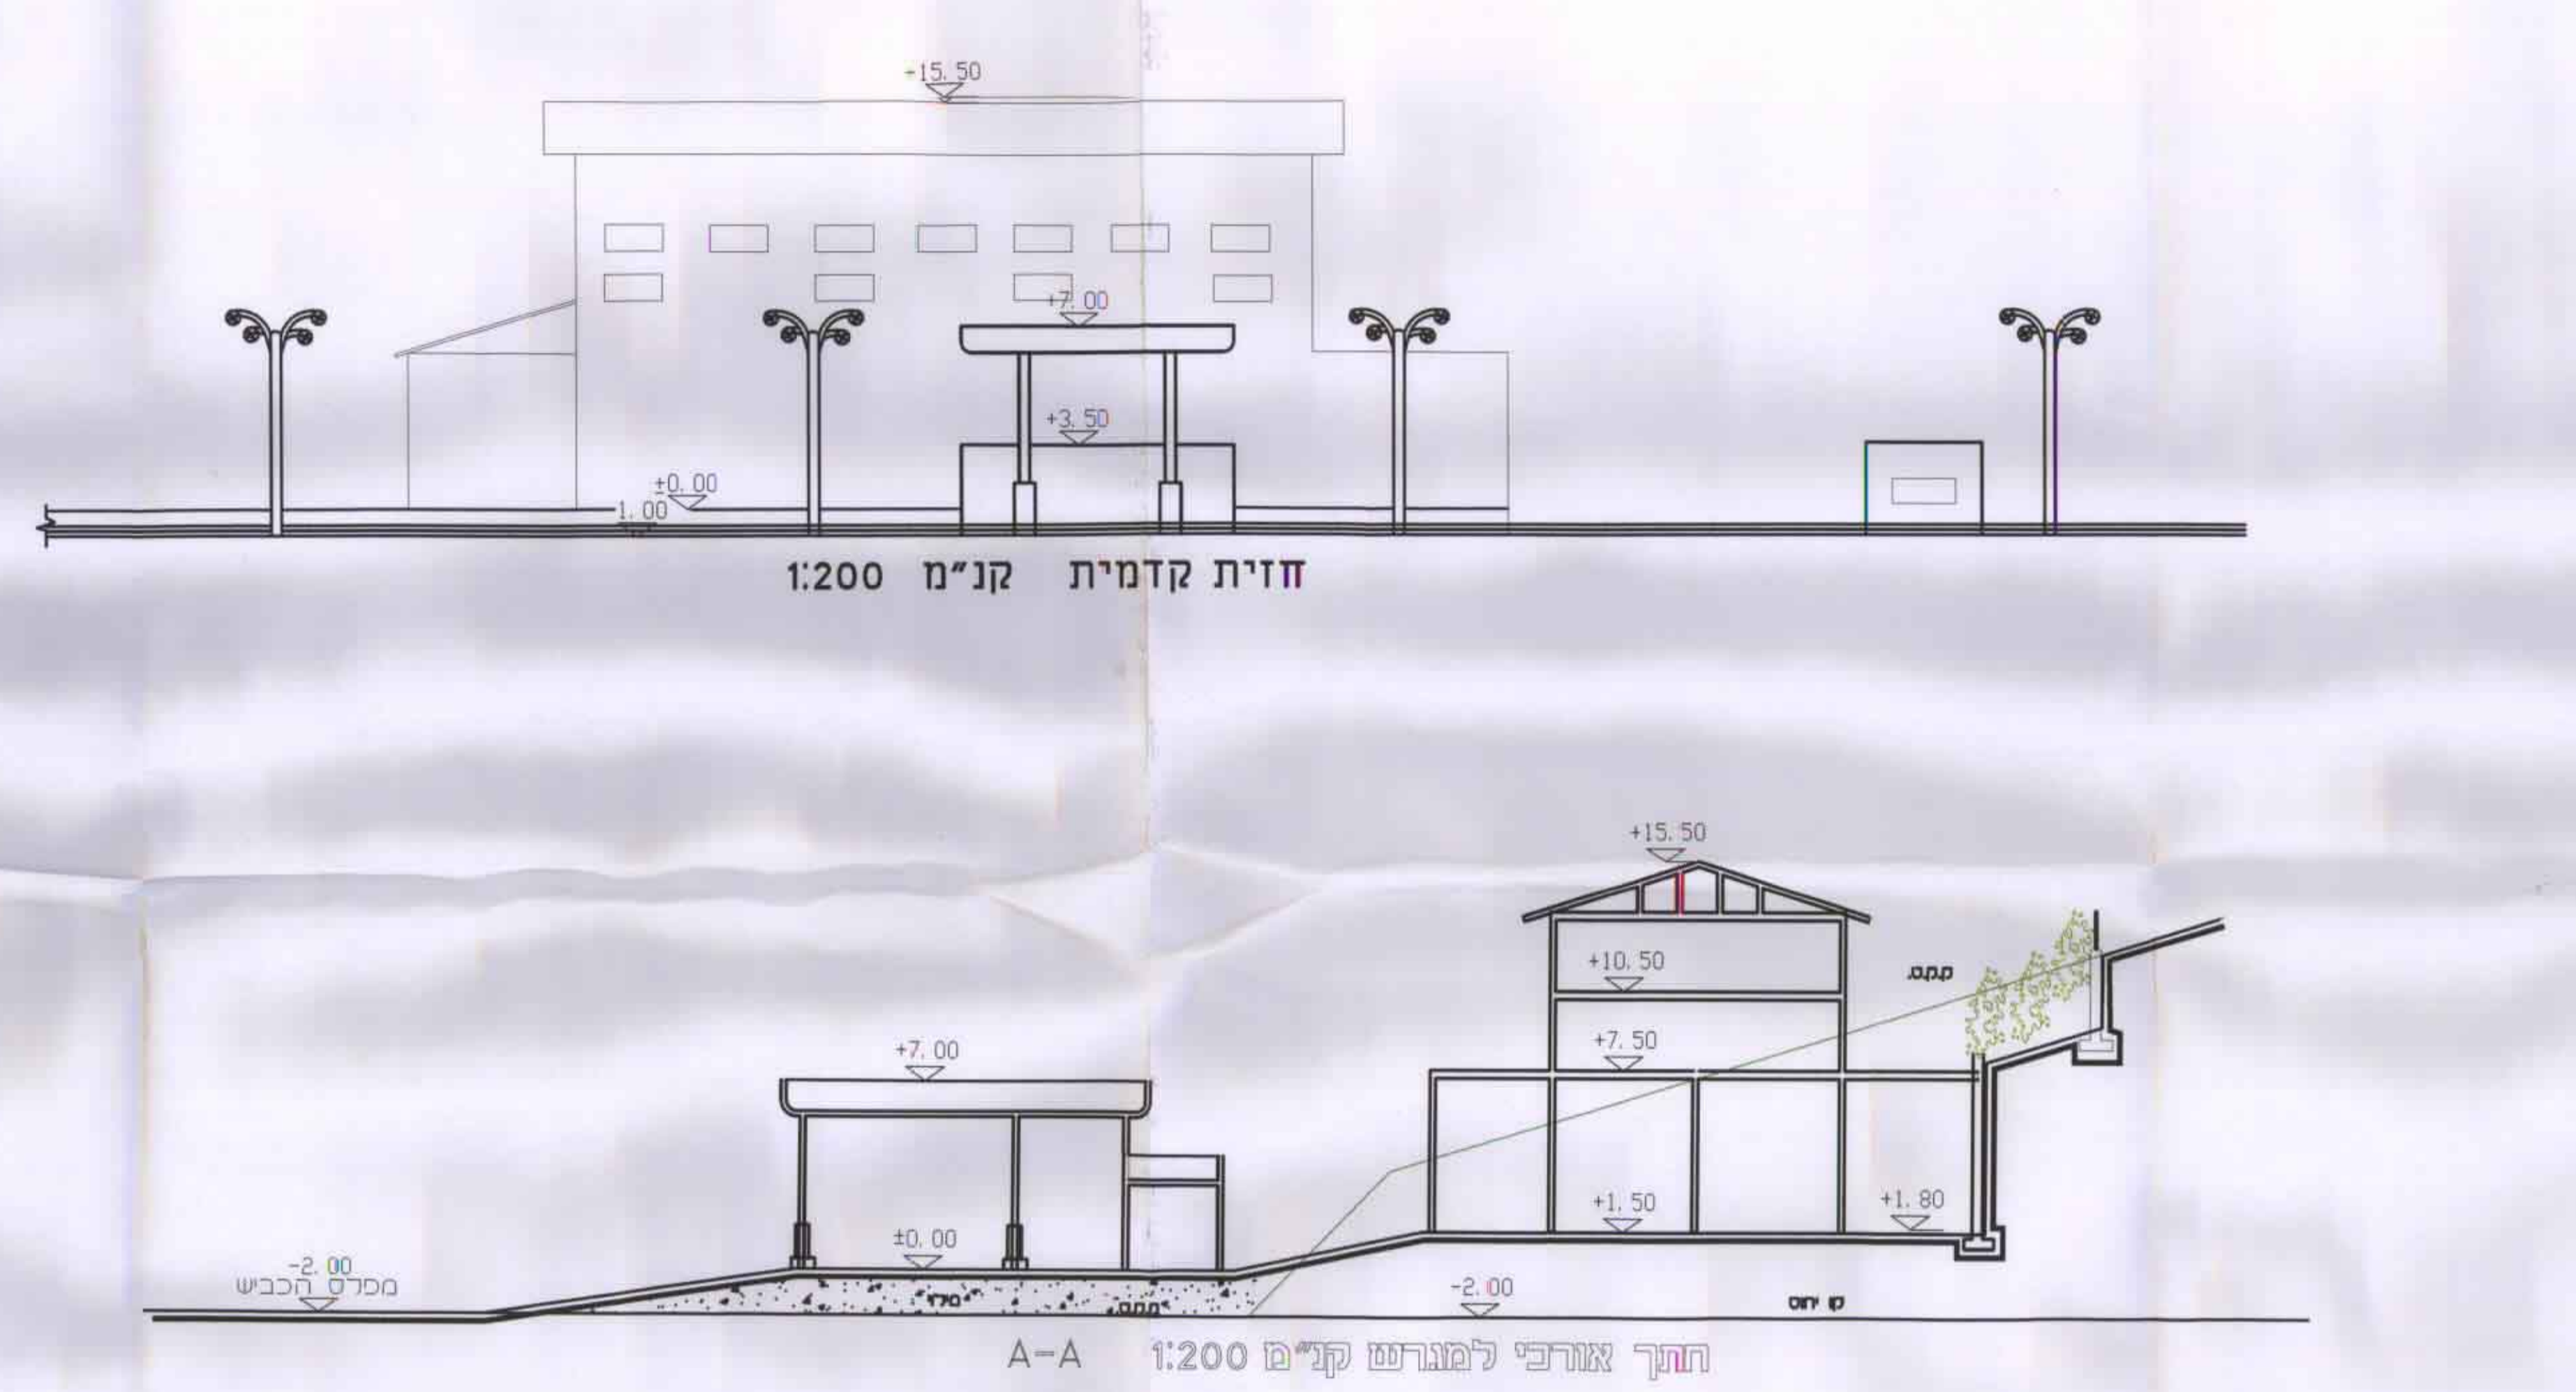 +15.50
+7.00
+3.50
±0.00
1.00
חזית קדמית קנ"מ 1:200
+15.50
+10.50
ק.ק.ט.
+7.50
+7.00
+1.50
+1.80
±0.00
-2.00
מפלס הכביש
-2.00
מילוי
ק.ק.ט.
קו יחוס
חתך אורכי למגרש קנ"מ 1:200 A-A